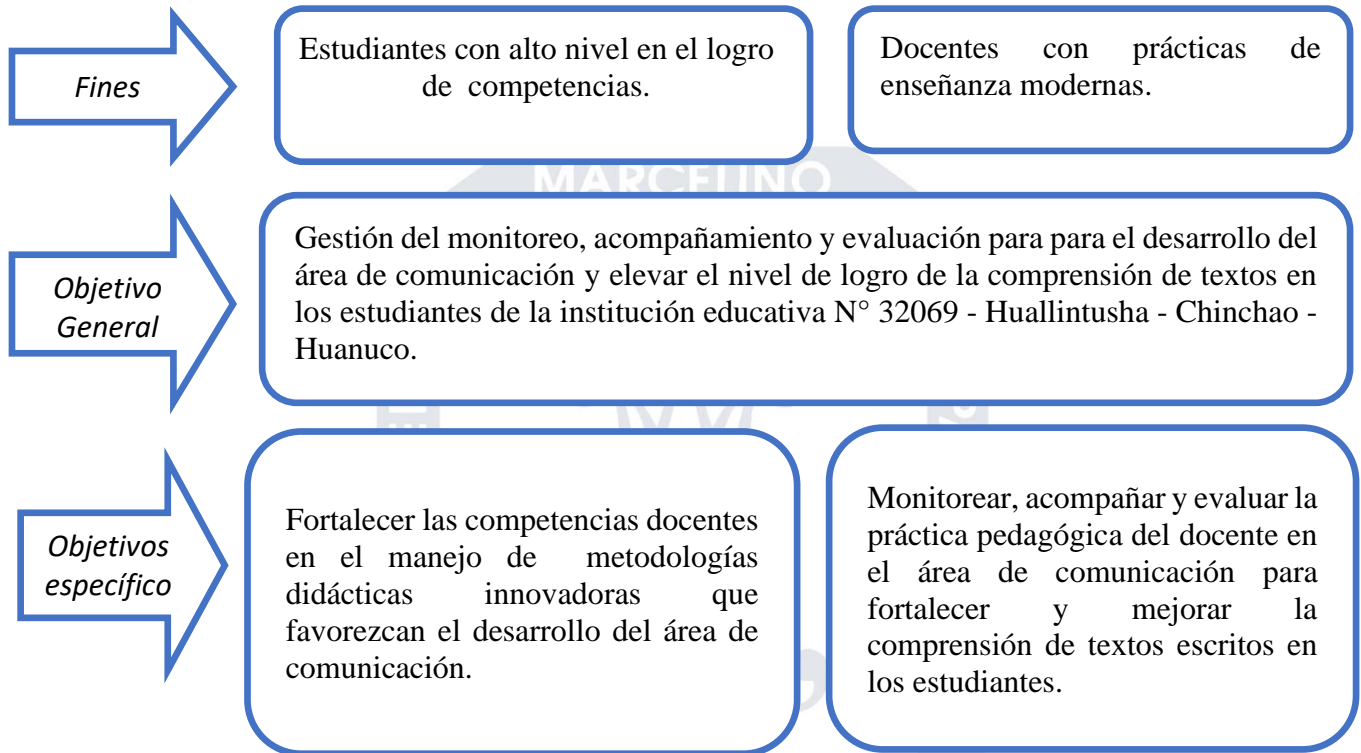 Fines
Estudiantes con alto nivel en el logro
de competencias.
Docentes con prácticas de
enseñanza modernas.
MARCELINO
Objetivo
General
Gestión del monitoreo, acompañamiento y evaluación para para el desarrollo del
área de comunicación y elevar el nivel de logro de la comprensión de textos en
los estudiantes de la institución educativa N° 32069 - Huallintusha - Chinchao -
Huanuco.
Objetivos
específico
Fortalecer las competencias docentes
en el manejo de metodologías
didácticas innovadoras que
favorezcan el desarrollo del área de
comunicación.
Monitorear, acompañar y evaluar la
práctica pedagógica del docente en
el área de comunicación para
fortalecer y mejorar la
comprensión de textos escritos en
los estudiantes.